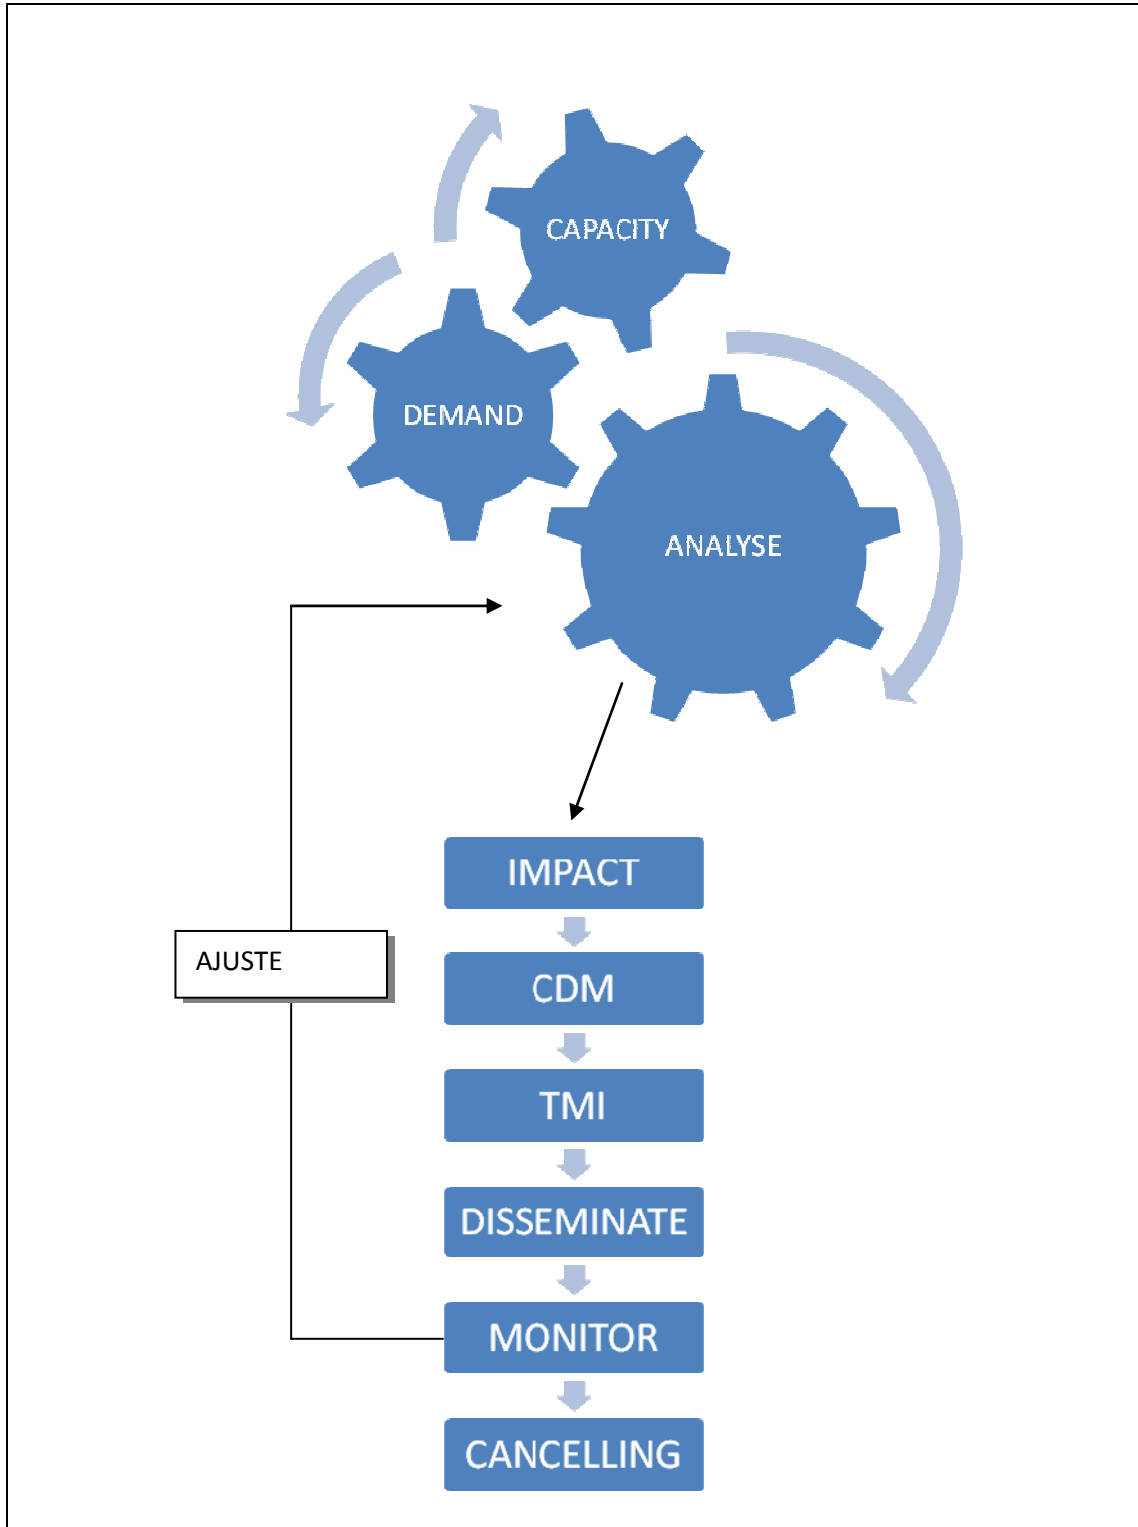 CAPACITY
DEMAND
ANALYSE
IMPACT
AJUSTE
CDM
TMI
DISSEMINATE
MONITOR
CANCELLING